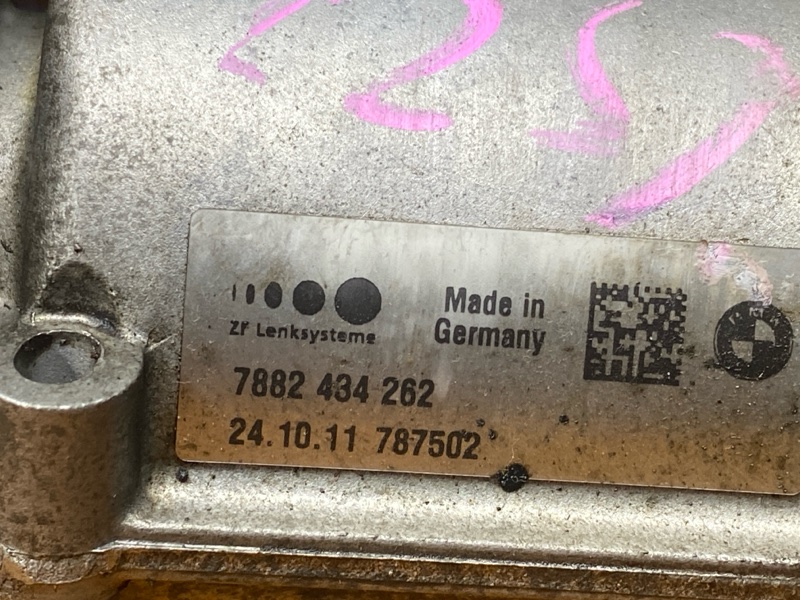 Made in
Germany
ZF Lenksysteme
7882 434 262
24.10.11 787502